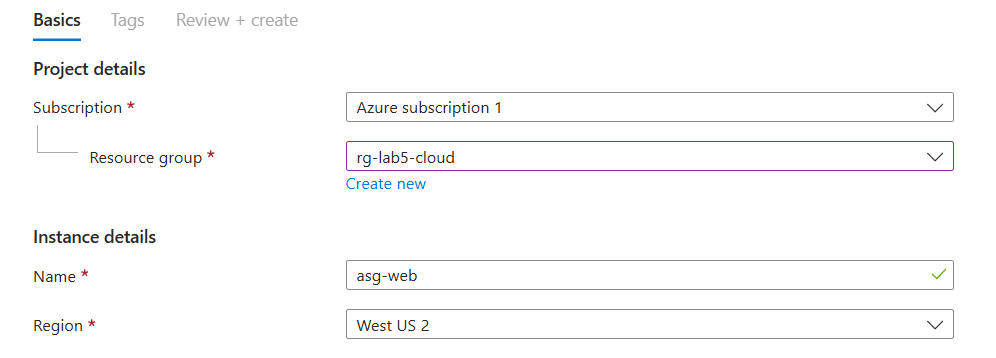 Basics Tags Review + create
Project details
Subscription * Azure subscription 1
Resource group * rg-lab5-cloud
Create new
Instance details
Name * asg-web
Region * West US 2